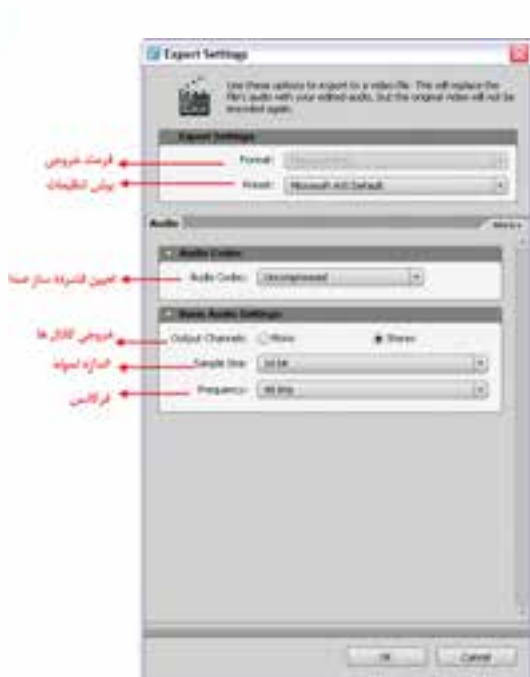 Export Settings
Use these options to export to a video file. This will replace the
file's audio with your edited audio, but the original video will not be
encoded again.
Export Settings
فرمت خروجی
Format:
پیش تنظیمات
Preset: Microsoft AVI Default
Audio
Audio Codec
تعیین فشرده ساز صدا
Audio Codec: Uncompressed
Basic Audio Settings
خروجی کانال ها
Output Channels: Mono Stereo
اندازه نمونه
Sample Size: 16 bit
فرکانس
Frequency: 48 kHz
OK Cancel